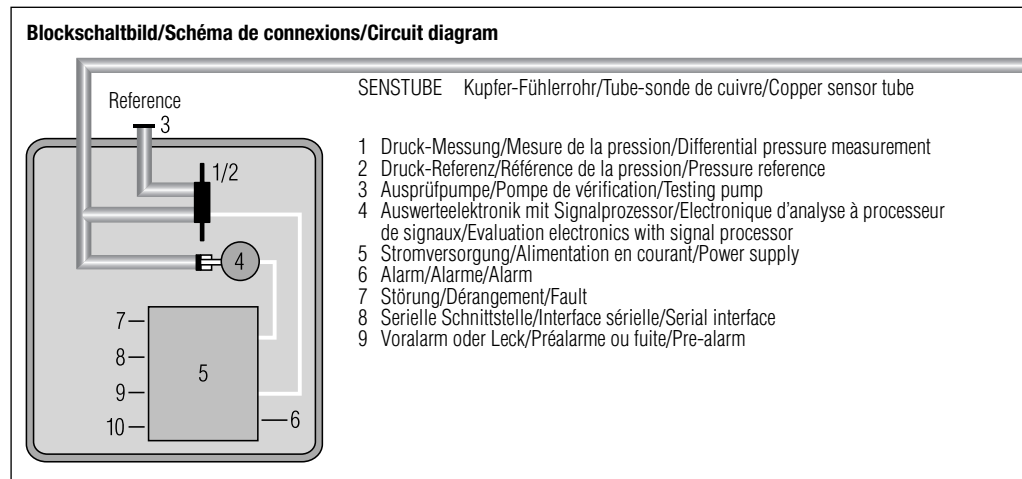 Blockschaltbild/Schéma de connexions/Circuit diagram
SENSTUBE Kupfer-Fühlerrohr/Tube-sonde de cuivre/Copper sensor tube
Reference
3
1/2
4
7
8
9
10
5
6
1 Druck-Messung/Mesure de la pression/Differential pressure measurement
2 Druck-Referenz/Référence de la pression/Pressure reference
3 Ausprüfpumpe/Pompe de vérification/Testing pump
4 Auswerteelektronik mit Signalprozessor/Electronique d'analyse à processeur
de signaux/Evaluation electronics with signal processor
5 Stromversorgung/Alimentation en courant/Power supply
6 Alarm/Alarme/Alarm
7 Störung/Dérangement/Fault
8 Serielle Schnittstelle/Interface sérielle/Serial interface
9 Voralarm oder Leck/Préalarme ou fuite/Pre-alarm